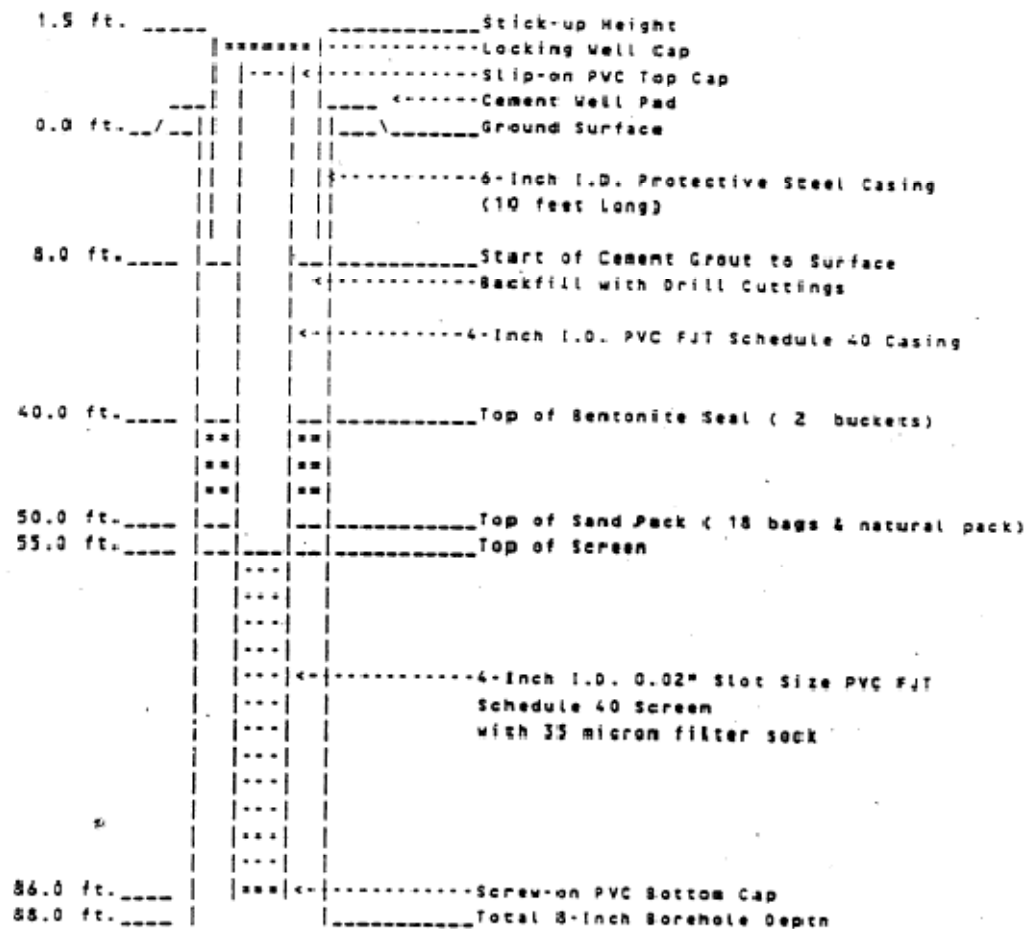 1.5 ft. Stick-up Height
Locking Well Cap
Slip-on PVC Top Cap
Cement Well Pad
0.0 ft. Ground Surface
6-Inch I.D. Protective Steel Casing
(10 feet Long)
8.0 ft. Start of Cement Grout to Surface
Backfill with Drill Cuttings
4-Inch I.D. PVC FJT Schedule 40 Casing
40.0 ft. Top of Bentonite Seal ( 2 buckets)
50.0 ft. Top of Sand Pack ( 18 bags & natural pack)
55.0 ft. Top of Screen
4-Inch I.D. 0.02" Slot Size PVC FJT
Schedule 40 Screen
with 35 micron filter sock
86.0 ft. Screw-on PVC Bottom Cap
88.0 ft. Total 8-Inch Borehole Depth